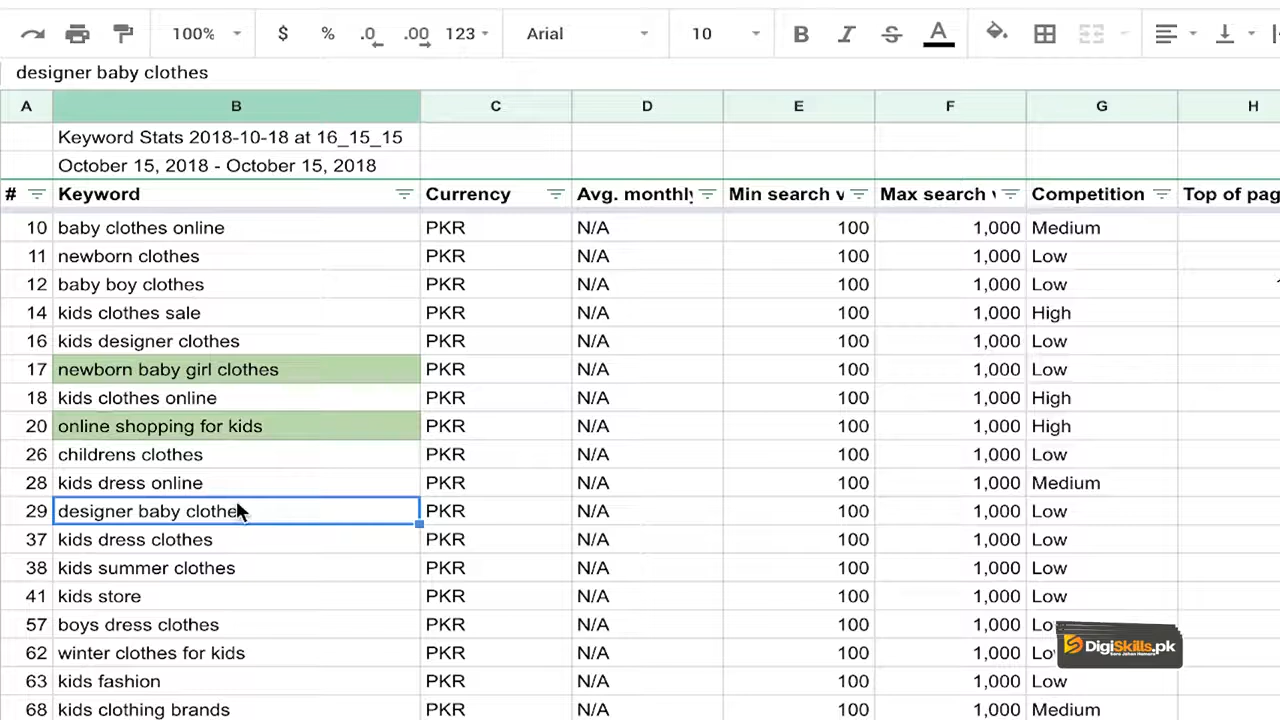 100% $ % .0 .00 123 Arial 10 B I S A
designer baby clothes
A B C D E F G H
Keyword Stats 2018-10-18 at 16_15_15
October 15, 2018 - October 15, 2018
# Keyword Currency Avg. monthly Min search v Max search v Competition Top of pag
10 baby clothes online PKR N/A 100 1,000 Medium
11 newborn clothes PKR N/A 100 1,000 Low
12 baby boy clothes PKR N/A 100 1,000 Low
14 kids clothes sale PKR N/A 100 1,000 High
16 kids designer clothes PKR N/A 100 1,000 Low
17 newborn baby girl clothes PKR N/A 100 1,000 Low
18 kids clothes online PKR N/A 100 1,000 High
20 online shopping for kids PKR N/A 100 1,000 High
26 childrens clothes PKR N/A 100 1,000 Low
28 kids dress online PKR N/A 100 1,000 Medium
29 designer baby clothe PKR N/A 100 1,000 Low
37 kids dress clothes PKR N/A 100 1,000 Low
38 kids summer clothes PKR N/A 100 1,000 Low
41 kids store PKR N/A 100 1,000 Low
57 boys dress clothes PKR N/A 100 1,000 Lo
62 winter clothes for kids PKR N/A 100 1,000 Lo
63 kids fashion PKR N/A 100 1,000 Low
68 kids clothing brands PKR N/A 100 1,000 Medium
DigiSkills.pk